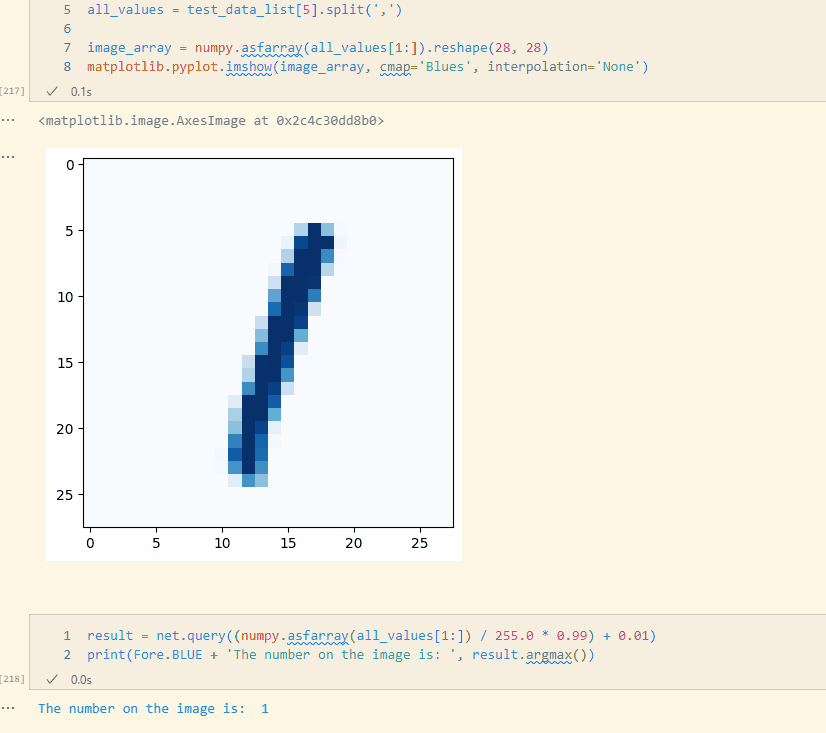 5 all_values = test_data_list[5].split(',')
6
7 image_array = numpy.asfarray(all_values[1:]).reshape(28, 28)
8 matplotlib.pyplot.imshow(image_array, cmap='Blues', interpolation='None')
[217] ✓ 0.1s
... <matplotlib.image.AxesImage at 0x2c4c30dd8b0>
...
0
5
10
15
20
25
0 5 10 15 20 25
1 result = net.query((numpy.asfarray(all_values[1:]) / 255.0 * 0.99) + 0.01)
2 print(Fore.BLUE + 'The number on the image is: ', result.argmax())
[218] ✓ 0.0s
... The number on the image is:  1